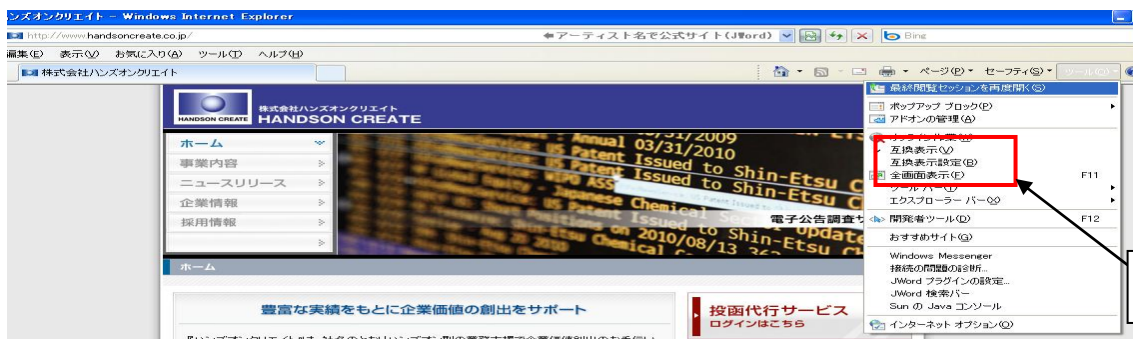 ンズオンクリエイト - Windows Internet Explorer
http://www.handsoncreate.co.jp/
アーティスト名で公式サイト(JWord)
Bing
編集(E) 表示(V) お気に入り(A) ツール(T) ヘルプ(H)
株式会社ハンズオンクリエイト
ページ(P) セーフティ(S) ツール(O)
最終閲覧セッションを再度開く(S)
ポップアップ ブロック(P)
アドオンの管理(A)
互換表示(V)
互換表示設定(B)
全画面表示(F) F11
ツール バー(T)
エクスプローラー バー(X)
開発者ツール(D) F12
おすすめサイト(G)
Windows Messenger
接続の問題の診断...
JWord プラグインの設定...
JWord 検索バー
Sun の Java コンソール
インターネット オプション(O)
HANDSON CREATE
株式会社ハンズオンクリエイト
HANDSON CREATE
ホーム
事業内容
ニュースリリース
企業情報
採用情報
Annual 03/31/2009
03/31/2010
US Patent Issued to Shin-Etsu
Issued to Shin-Etsu
Chemical
2010/08/13
to Shin-Etsu
電子公告調査
ホーム
豊富な実績をもとに企業価値の創出をサポート
投函代行サービス
ログインはこちら